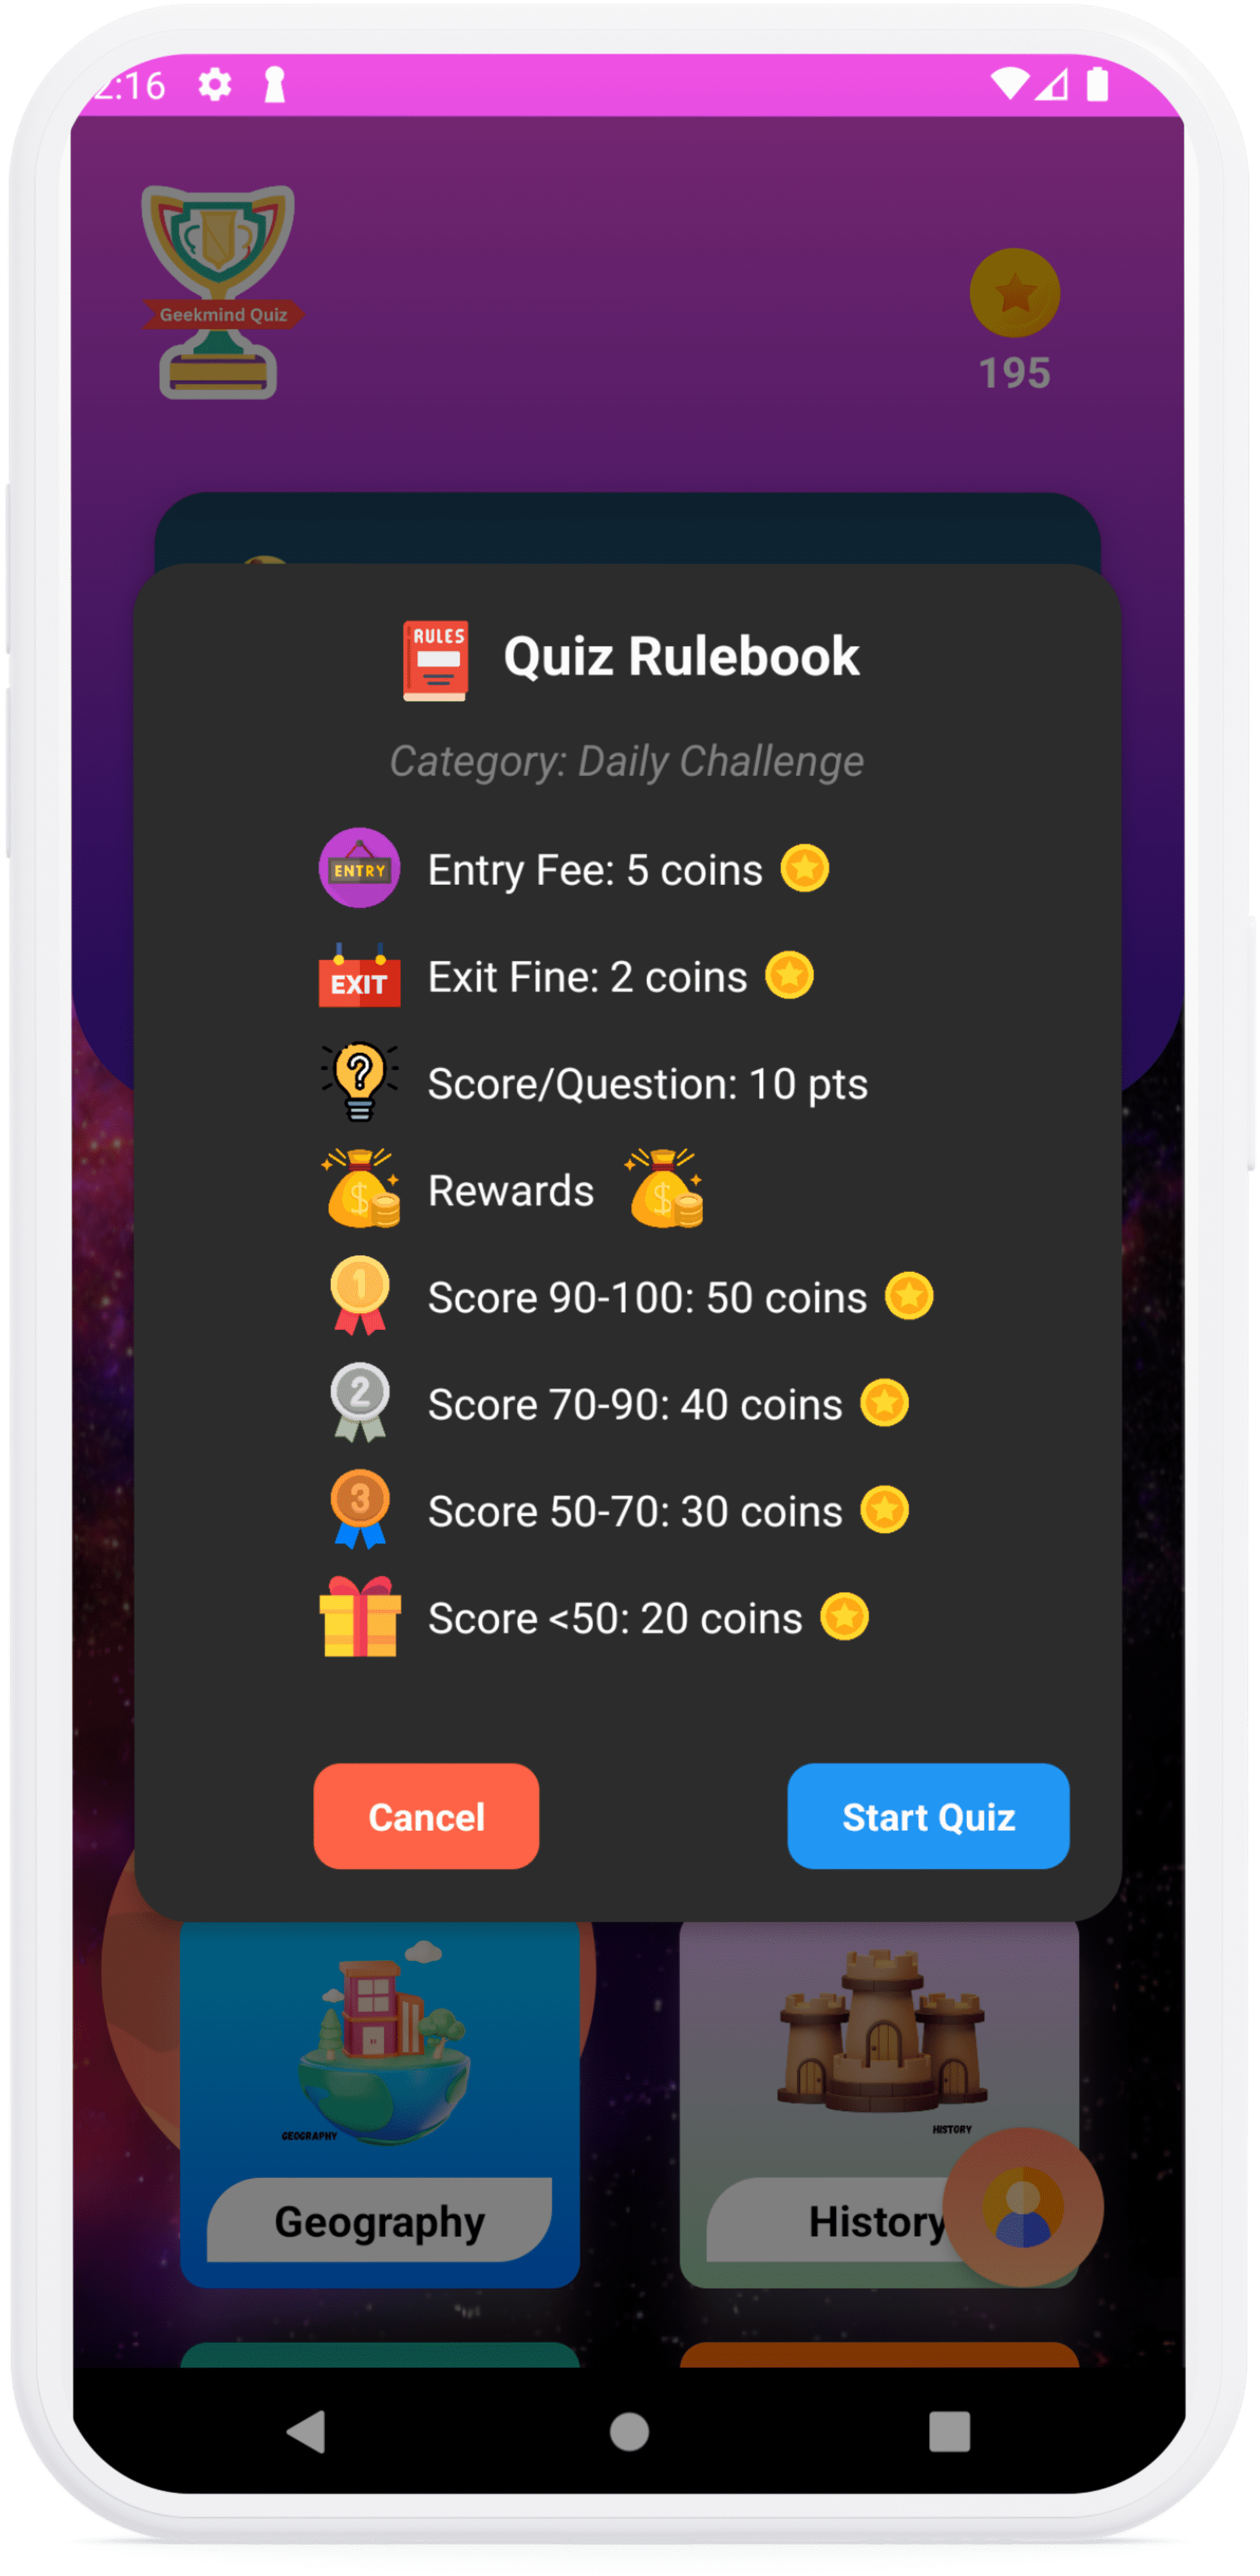 2:16
Geekmind Quiz
195
RULES
Quiz Rulebook
Category: Daily Challenge
ENTRY
Entry Fee: 5 coins
EXIT
Exit Fine: 2 coins
?
Score/Question: 10 pts
$
Rewards
$
1
Score 90-100: 50 coins
2
Score 70-90: 40 coins
3
Score 50-70: 30 coins
Score <50: 20 coins
Cancel
Start Quiz
GEOGRAPHY
HISTORY
Geography
History